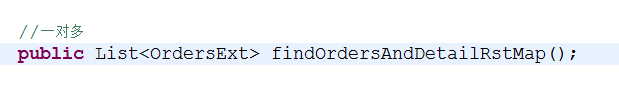 //一对多
public List<OrdersExt> findOrdersAndDetailRstMap();